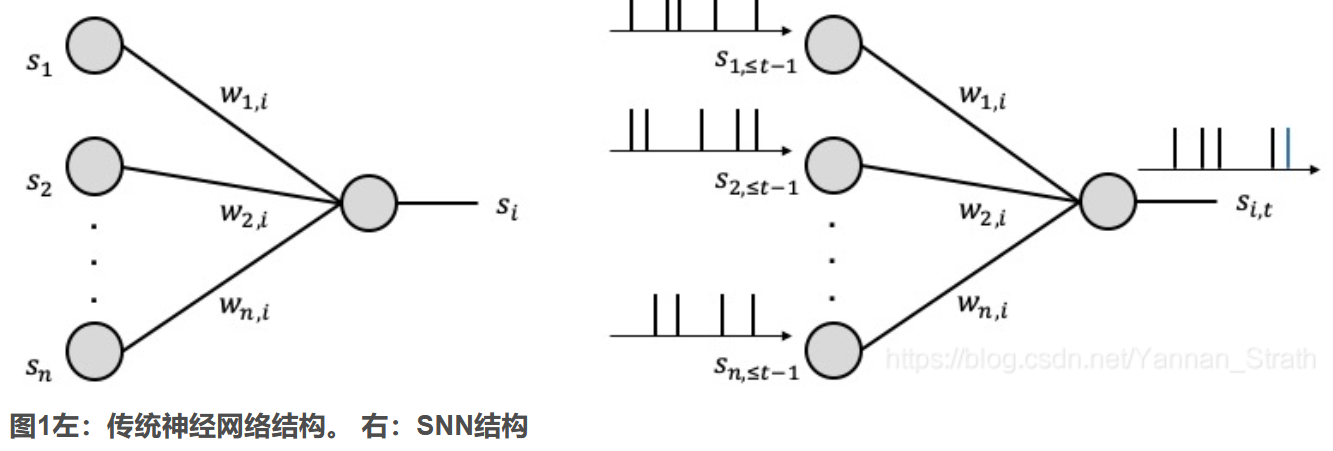 s₁
w₁,ᵢ
s₂
w₂,ᵢ
sᵢ
wₙ,ᵢ
sₙ
s₁,≤ₜ₋₁
w₁,ᵢ
s₂,≤ₜ₋₁
w₂,ᵢ
sᵢ,ₜ
wₙ,ᵢ
sₙ,≤ₜ₋₁
https://blog.csdn.net/Yannan_Strath
图1左：传统神经网络结构。 右：SNN结构